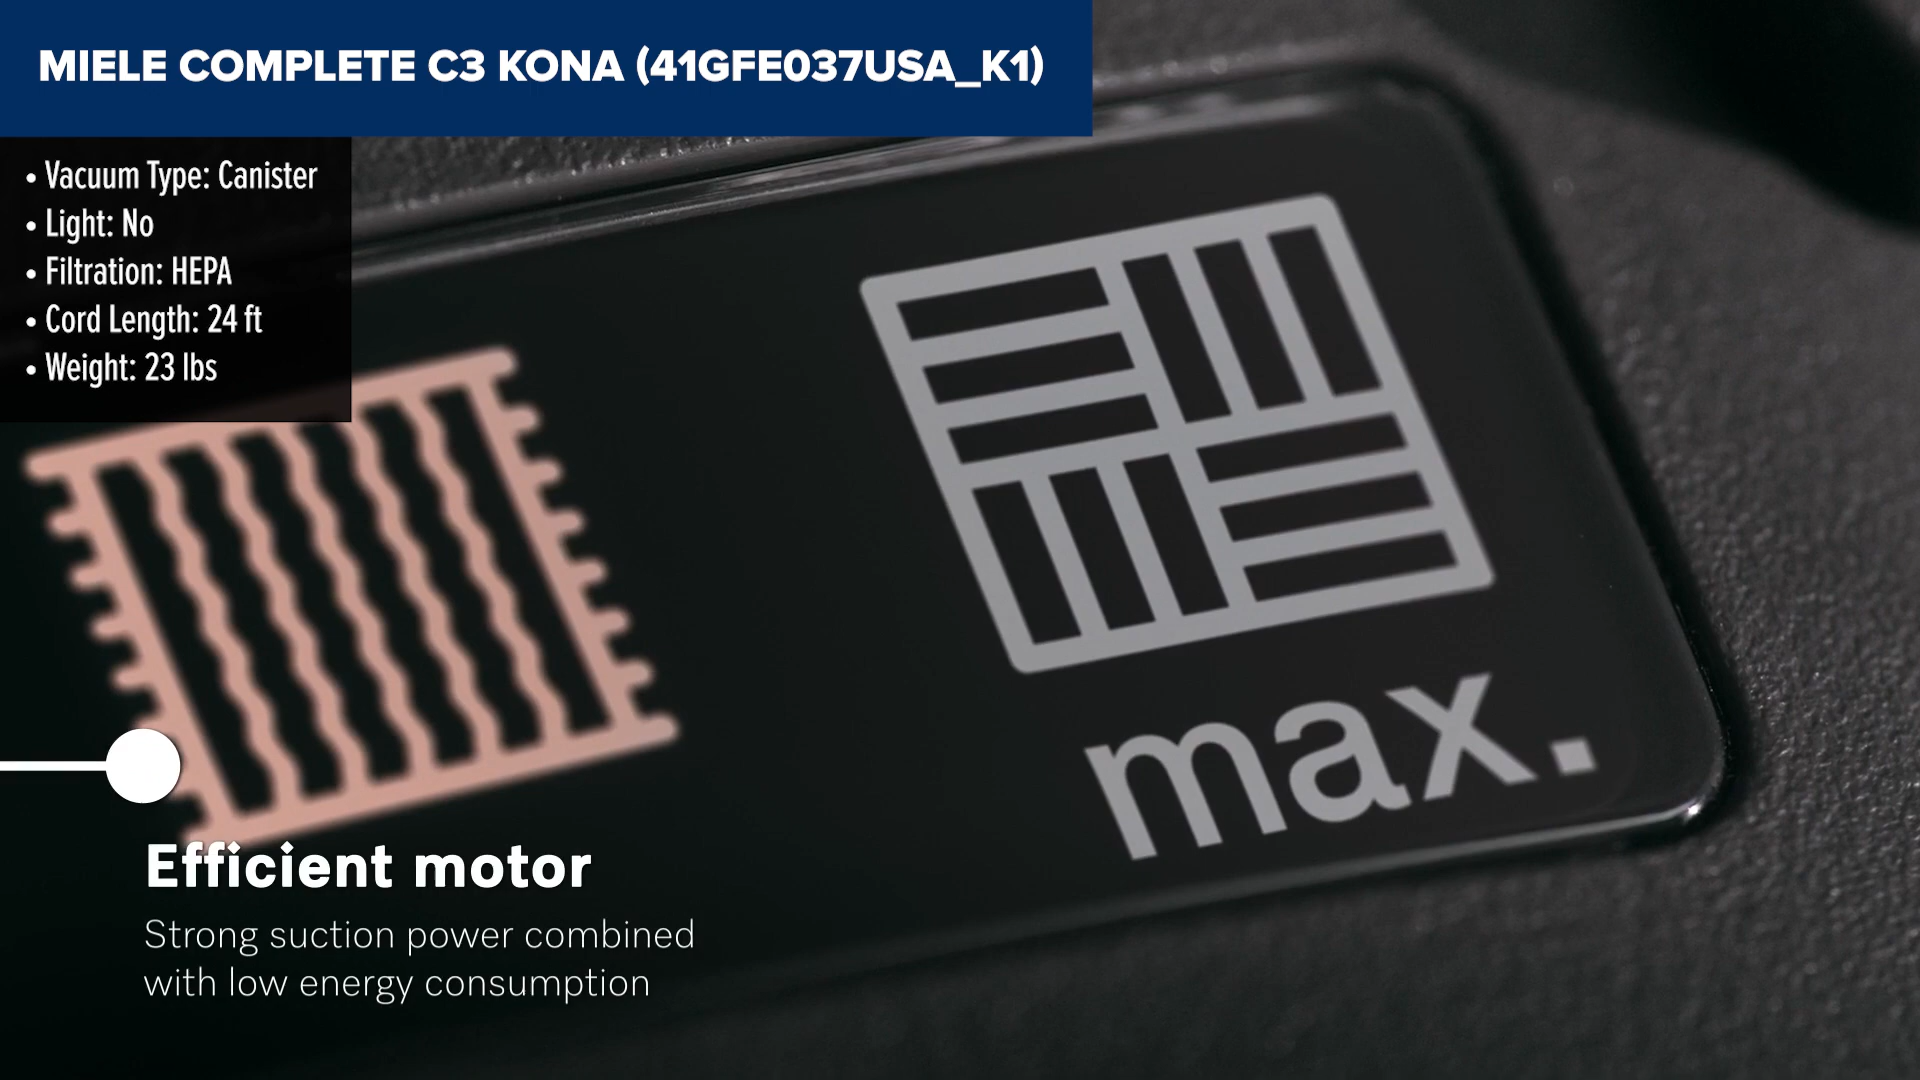 MIELE COMPLETE C3 KONA (41GFE037USA_K1)
• Vacuum Type: Canister
• Light: No
• Filtration: HEPA
• Cord Length: 24 ft
• Weight: 23 lbs
max.
Efficient motor
Strong suction power combined
with low energy consumption